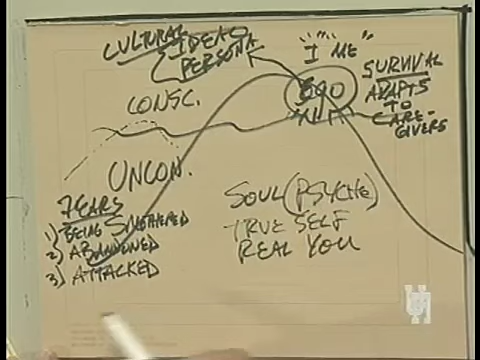 CULTURAL IDEAS
PERSONA
"I ME"
EGO
SURVIVAL
ADAPTS
TO
CARE-
GIVERS
CONSC.
UNCON.
FEARS
1) BEING SMOTHERED
2) ABANDONED
3) ATTACKED
SOUL (PSYCHE)
TRUE SELF
REAL YOU